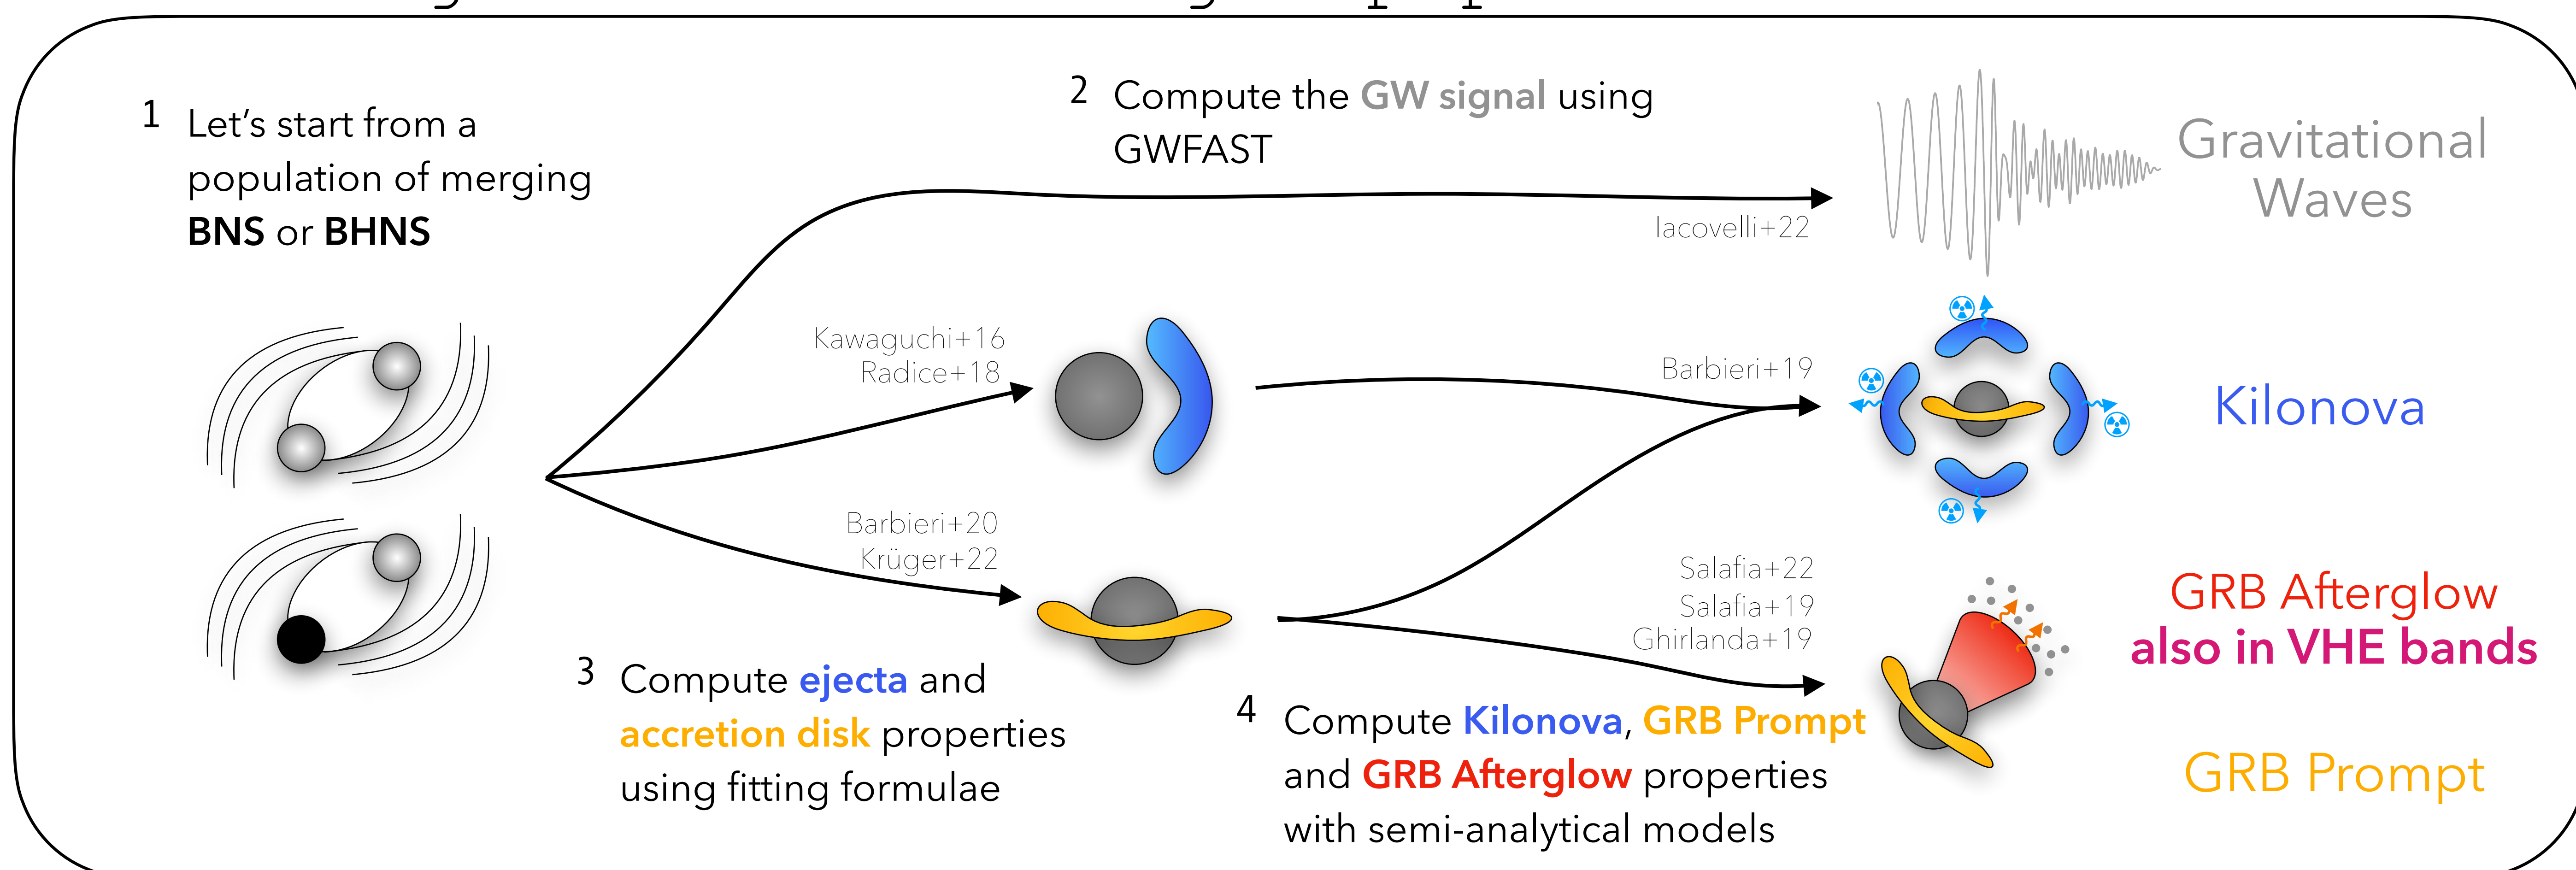 1 Let's start from a
population of merging
BNS or BHNS
2 Compute the GW signal using
GWFAST
Iacovelli+22
Gravitational
Waves
Kawaguchi+16
Radice+18
Barbieri+19
Kilonova
Barbieri+20
Krüger+22
3 Compute ejecta and
accretion disk properties
using fitting formulae
Salafia+22
Salafia+19
Ghirlanda+19
4 Compute Kilonova, GRB Prompt
and GRB Afterglow properties
with semi-analytical models
GRB Afterglow
also in VHE bands
GRB Prompt